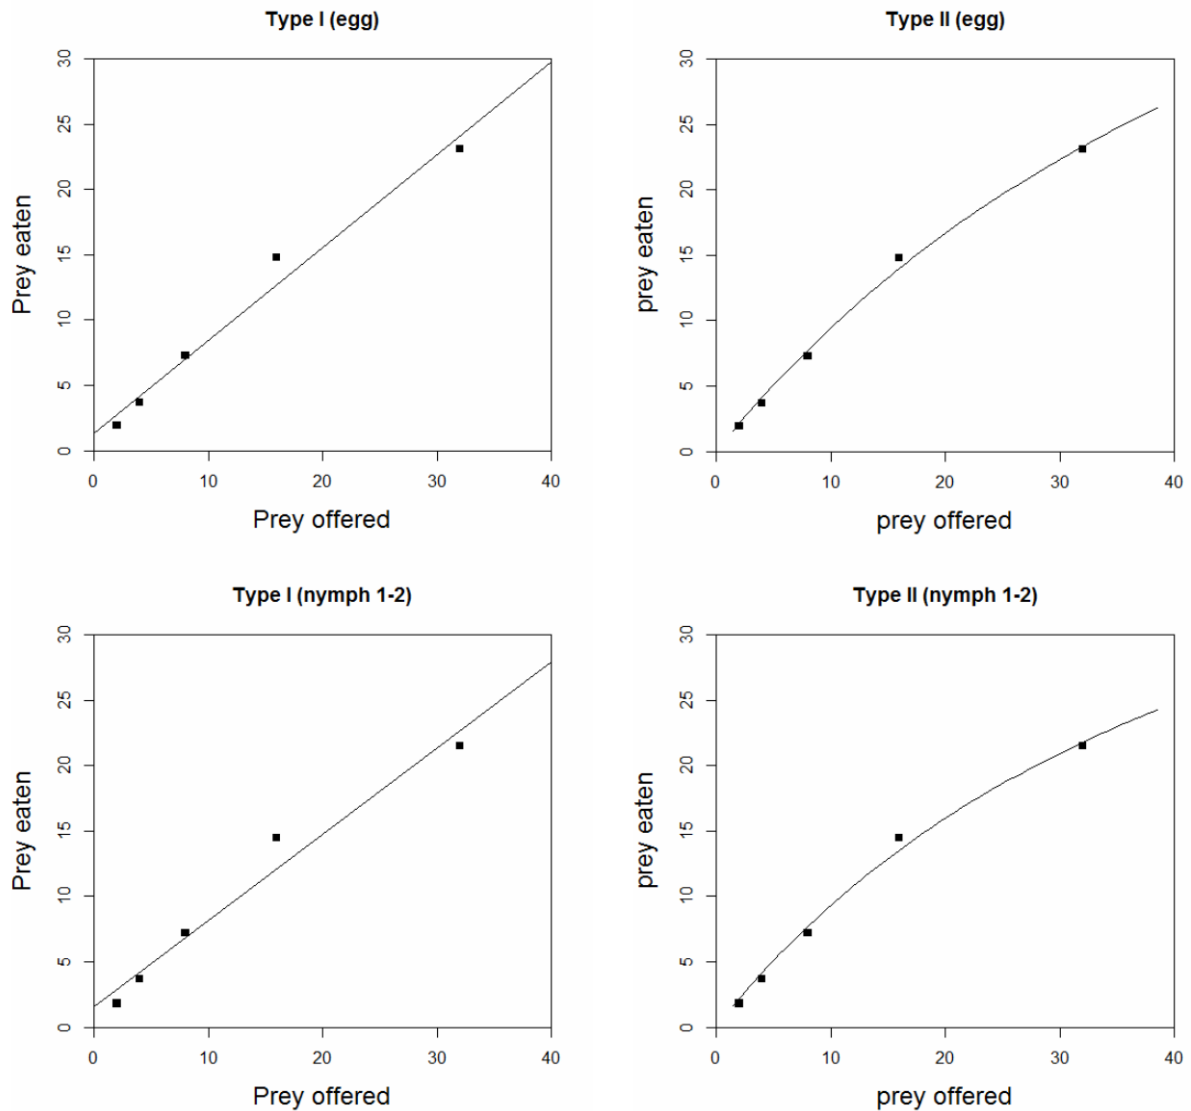 Type I (egg)
30
25
20
15
10
5
0
Prey eaten
0 10 20 30 40
Prey offered
Type II (egg)
30
25
20
15
10
5
0
prey eaten
0 10 20 30 40
prey offered
Type I (nymph 1-2)
30
25
20
15
10
5
0
Prey eaten
0 10 20 30 40
Prey offered
Type II (nymph 1-2)
30
25
20
15
10
5
0
prey eaten
0 10 20 30 40
prey offered